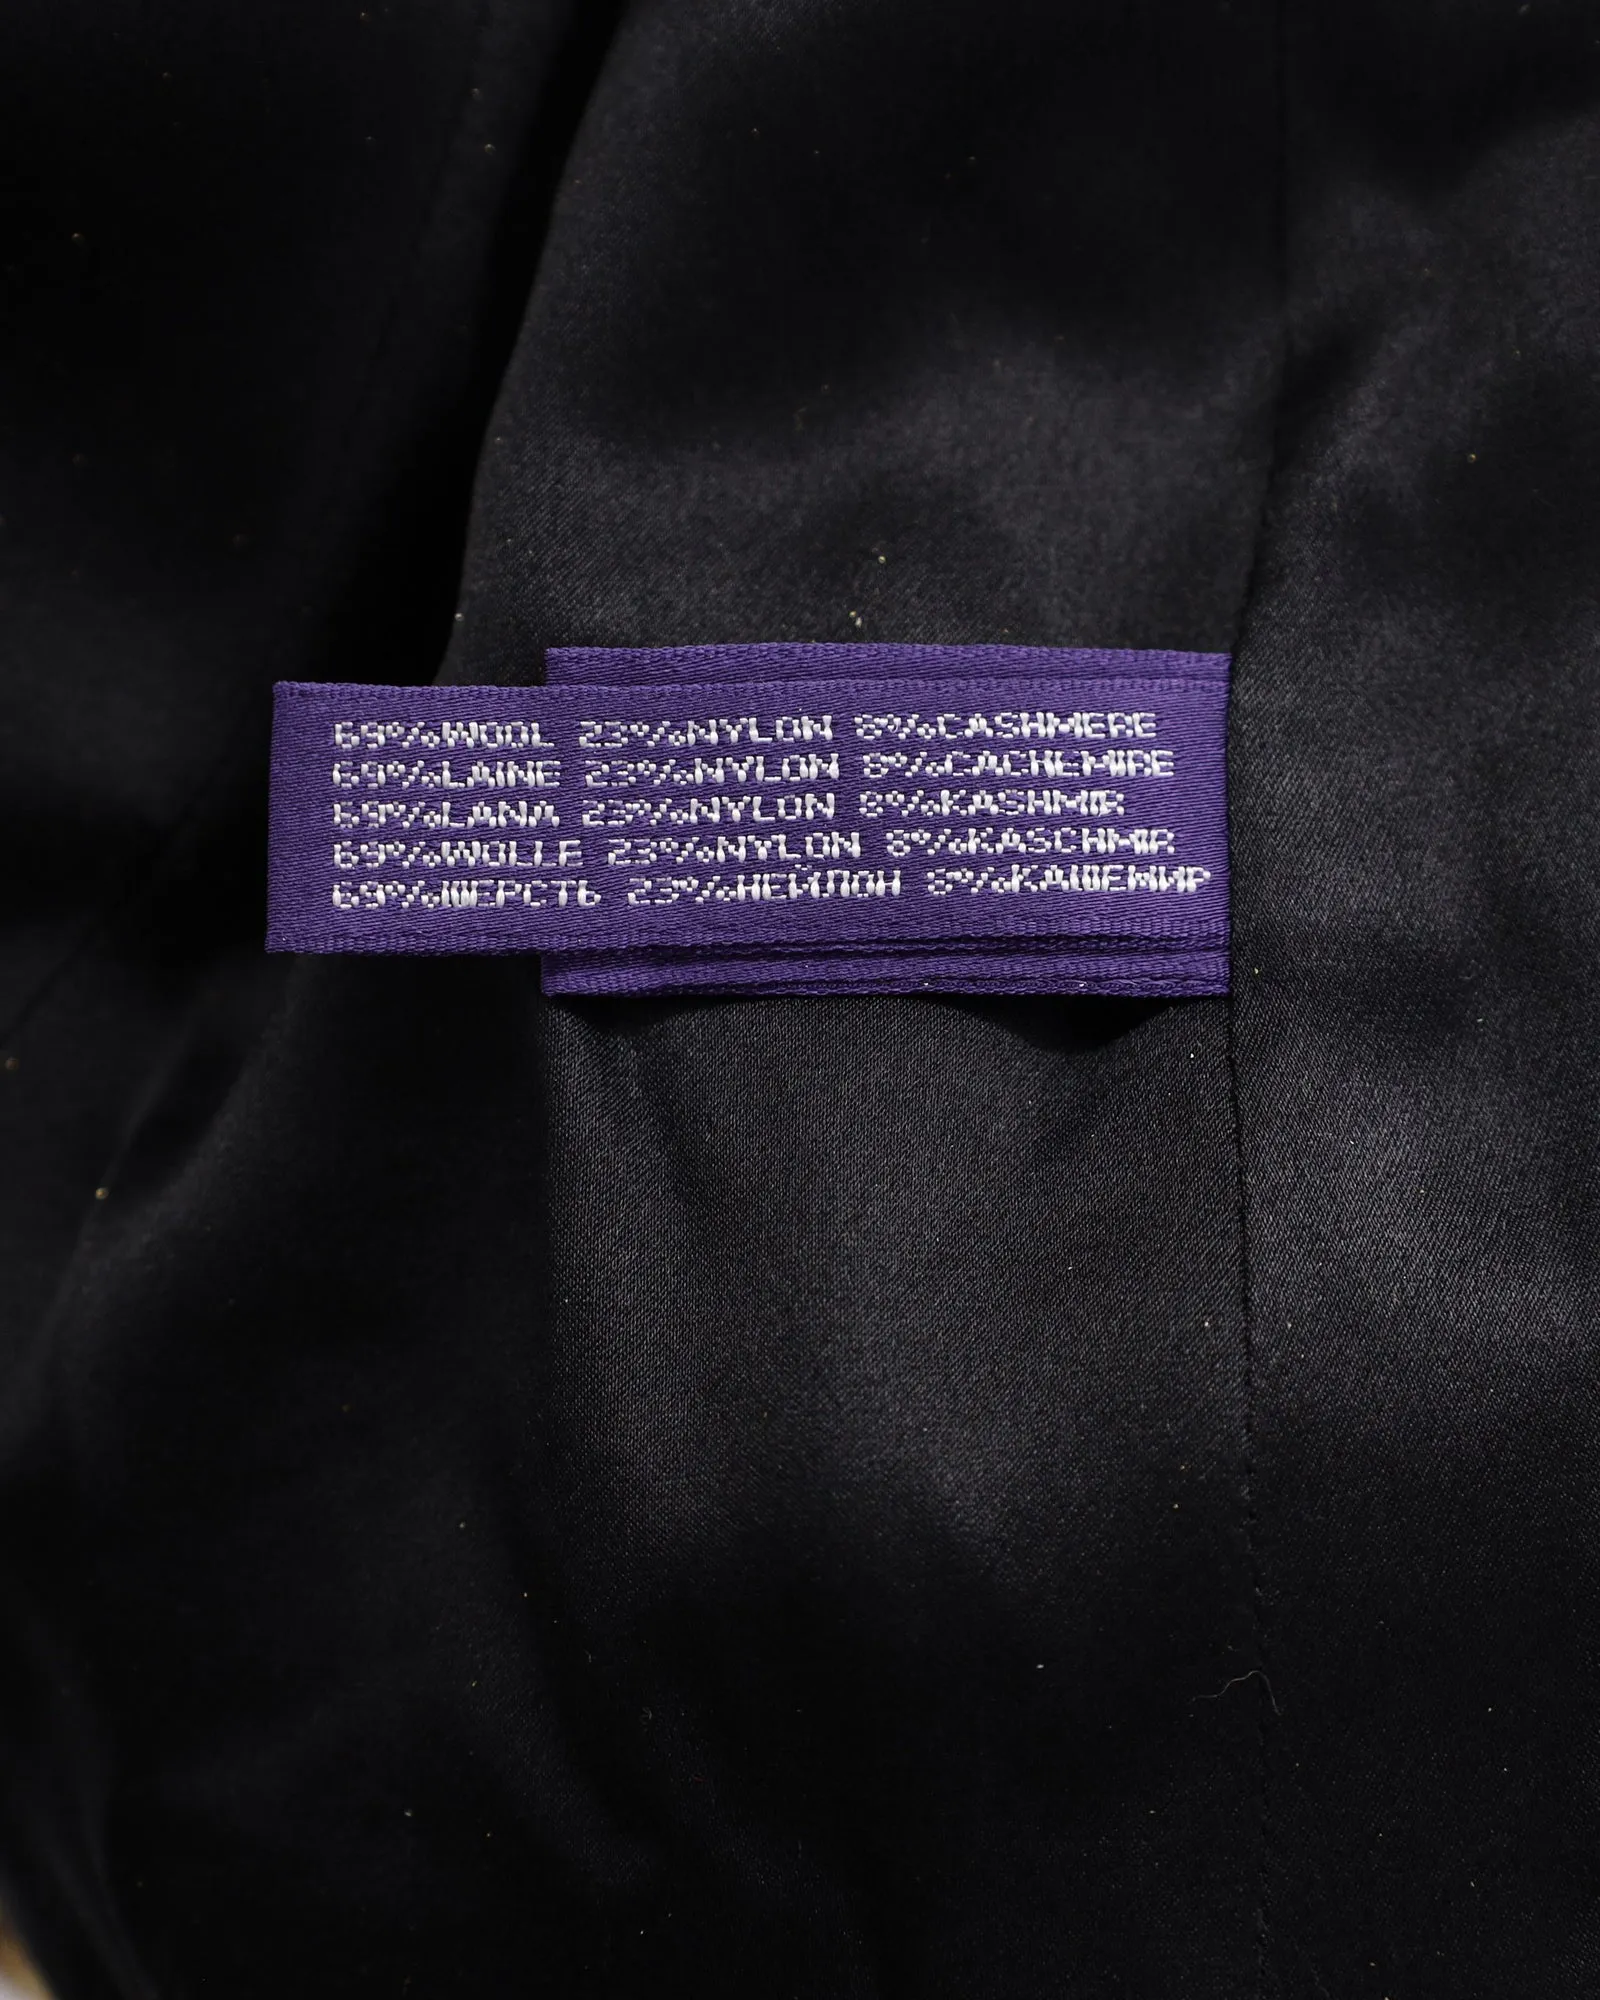 69%WOOL 23%NYLON 8%CASHMERE
69%LAINE 23%NYLON 8%CACHEMIRE
69%LANA 23%NYLON 8%KASHMIR
69%WOLLE 23%NYLON 8%KASCHMIR
69%ШЕРСТЬ 23%НЕЙЛОН 8%КАШЕМИР